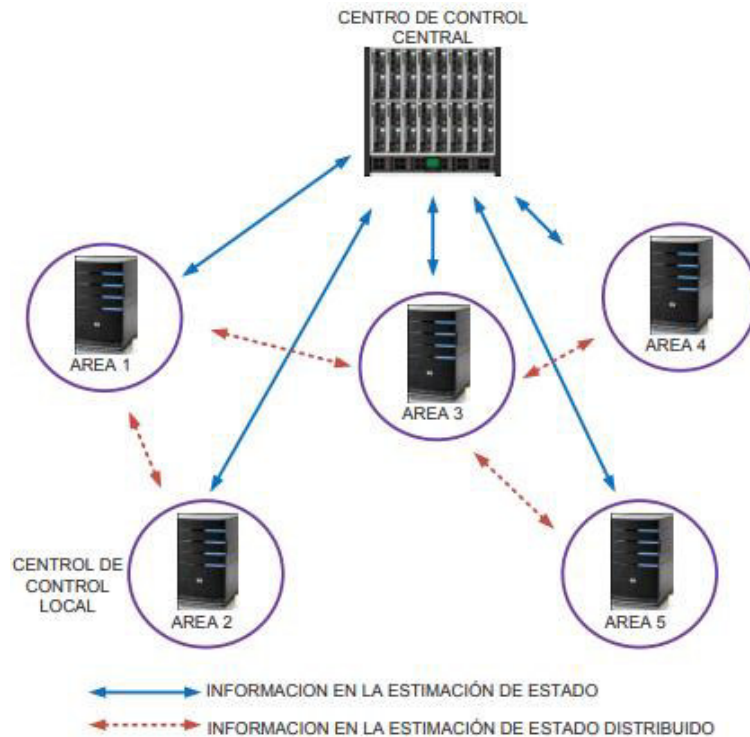 CENTRO DE CONTROL
CENTRAL
AREA 1
AREA 3
AREA 4
CENTROL DE
CONTROL
LOCAL
AREA 2
AREA 5
INFORMACION EN LA ESTIMACIÓN DE ESTADO
INFORMACION EN LA ESTIMACIÓN DE ESTADO DISTRIBUIDO